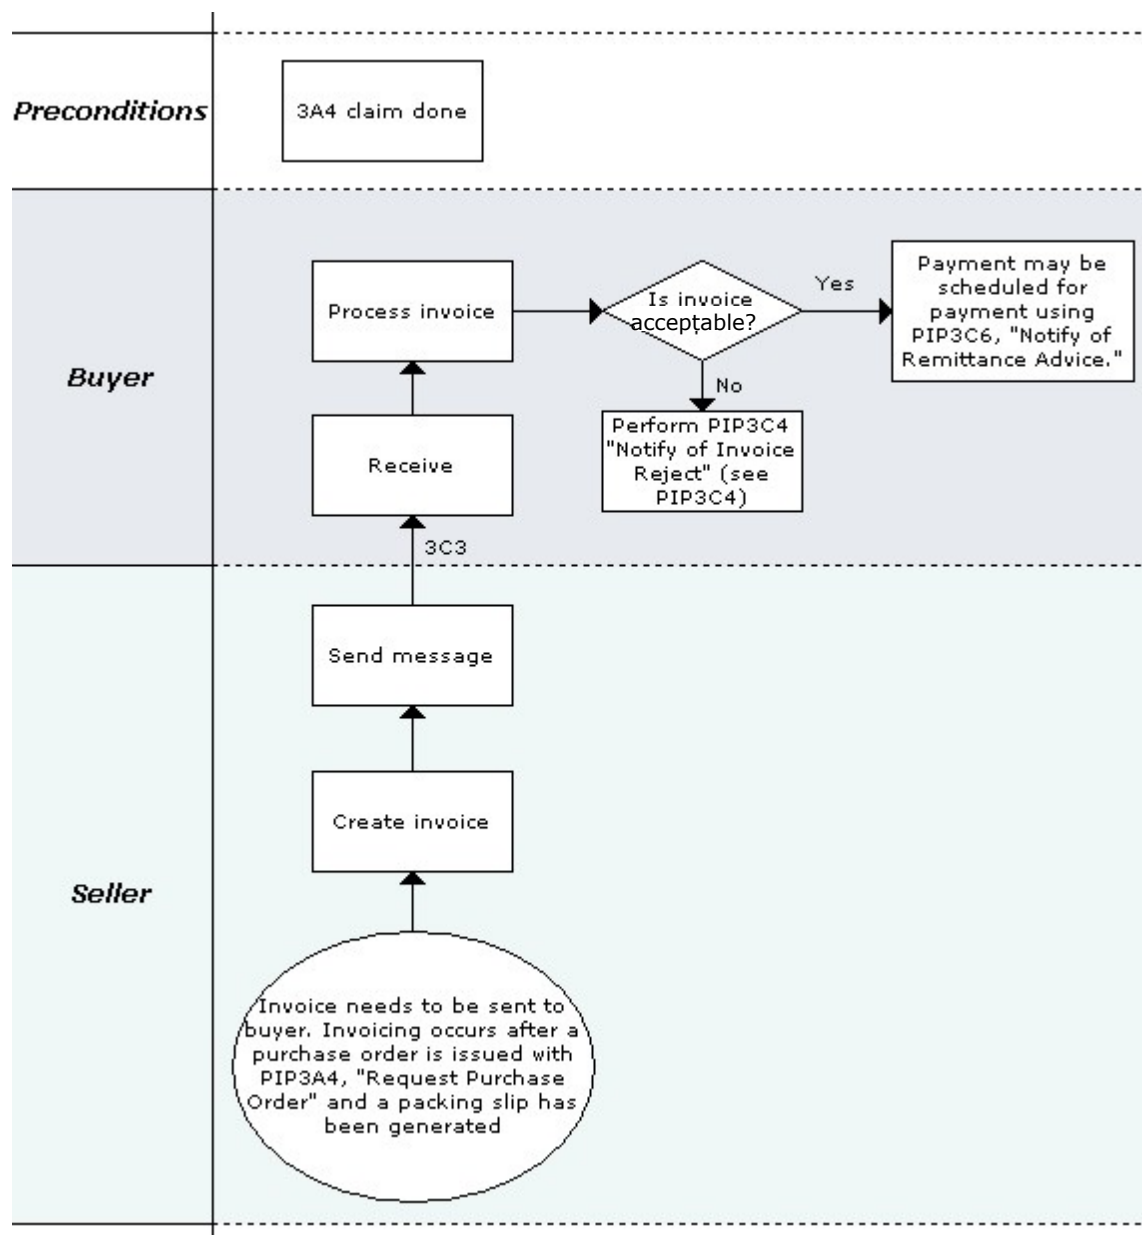 Preconditions
3A4 claim done
Buyer
Process invoice
Is invoice
acceptable?
Yes
Payment may be
scheduled for
payment using
PIP3C6, "Notify of
Remittance Advice."
No
Perform PIP3C4
"Notify of Invoice
Reject" (see
PIP3C4)
Receive
3C3
Seller
Send message
Create invoice
Invoice needs to be sent to
buyer. Invoicing occurs after a
purchase order is issued with
PIP3A4, "Request Purchase
Order" and a packing slip has
been generated